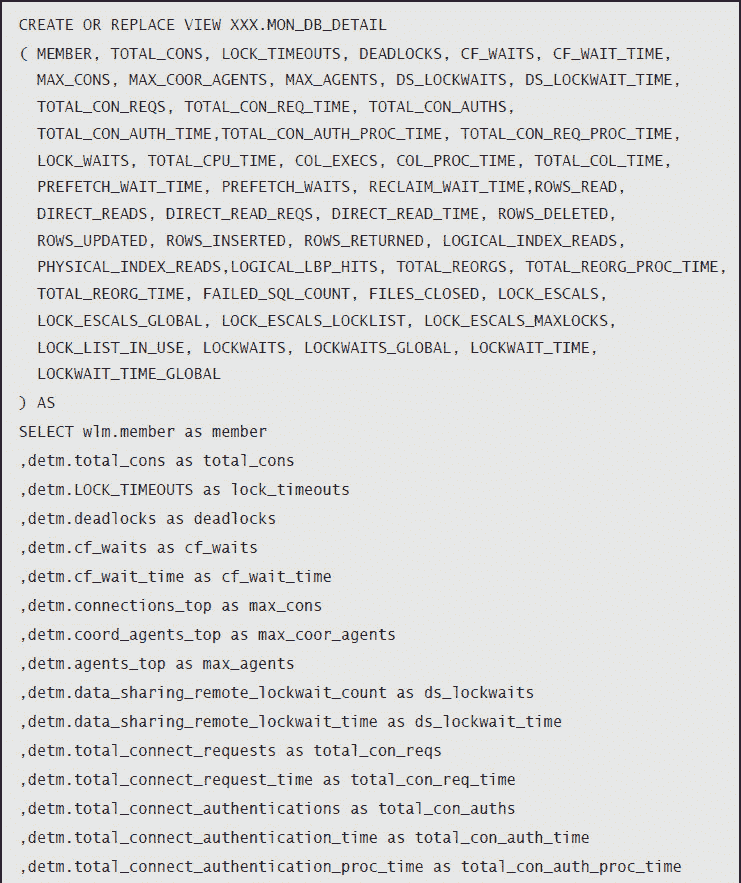 CREATE OR REPLACE VIEW XXX.MON_DB_DETAIL
( MEMBER, TOTAL_CONS, LOCK_TIMEOUTS, DEADLOCKS, CF_WAITS, CF_WAIT_TIME,
MAX_CONS, MAX_COOR_AGENTS, MAX_AGENTS, DS_LOCKWAITS, DS_LOCKWAIT_TIME,
TOTAL_CON_REQS, TOTAL_CON_REQ_TIME, TOTAL_CON_AUTHS,
TOTAL_CON_AUTH_TIME,TOTAL_CON_AUTH_PROC_TIME, TOTAL_CON_REQ_PROC_TIME,
LOCK_WAITS, TOTAL_CPU_TIME, COL_EXECS, COL_PROC_TIME, TOTAL_COL_TIME,
PREFETCH_WAIT_TIME, PREFETCH_WAITS, RECLAIM_WAIT_TIME,ROWS_READ,
DIRECT_READS, DIRECT_READ_REQS, DIRECT_READ_TIME, ROWS_DELETED,
ROWS_UPDATED, ROWS_INSERTED, ROWS_RETURNED, LOGICAL_INDEX_READS,
PHYSICAL_INDEX_READS,LOGICAL_LBP_HITS, TOTAL_REORGS, TOTAL_REORG_PROC_TIME,
TOTAL_REORG_TIME, FAILED_SQL_COUNT, FILES_CLOSED, LOCK_ESCALS,
LOCK_ESCALS_GLOBAL, LOCK_ESCALS_LOCKLIST, LOCK_ESCALS_MAXLOCKS,
LOCK_LIST_IN_USE, LOCKWAITS, LOCKWAITS_GLOBAL, LOCKWAIT_TIME,
LOCKWAIT_TIME_GLOBAL
) AS
SELECT wlm.member as member
,detm.total_cons as total_cons
,detm.LOCK_TIMEOUTS as lock_timeouts
,detm.deadlocks as deadlocks
,detm.cf_waits as cf_waits
,detm.cf_wait_time as cf_wait_time
,detm.connections_top as max_cons
,detm.coord_agents_top as max_coor_agents
,detm.agents_top as max_agents
,detm.data_sharing_remote_lockwait_count as ds_lockwaits
,detm.data_sharing_remote_lockwait_time as ds_lockwait_time
,detm.total_connect_requests as total_con_reqs
,detm.total_connect_request_time as total_con_req_time
,detm.total_connect_authentications as total_con_auths
,detm.total_connect_authentication_time as total_con_auth_time
,detm.total_connect_authentication_proc_time as total_con_auth_proc_time